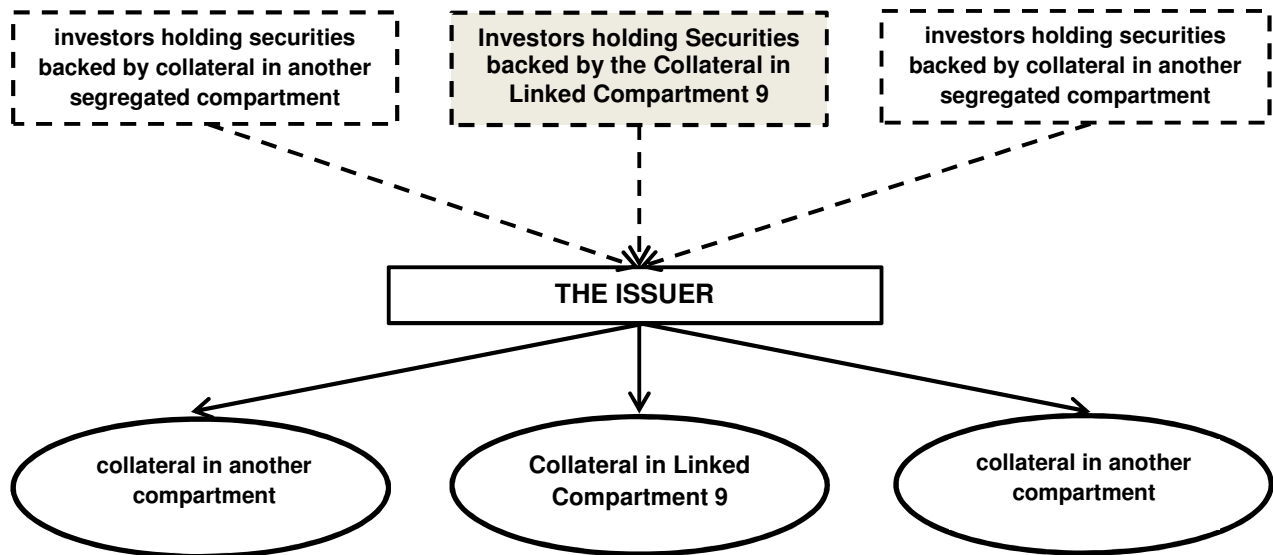 investors holding securities
backed by collateral in another
segregated compartment
Investors holding Securities
backed by the Collateral in
Linked Compartment 9
investors holding securities
backed by collateral in another
segregated compartment
THE ISSUER
collateral in another
compartment
Collateral in Linked
Compartment 9
collateral in another
compartment